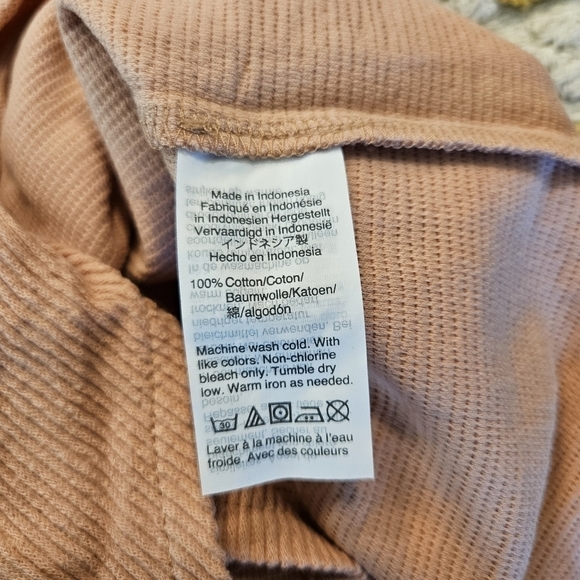 Made in Indonesia
Fabriqué en Indonésie
in Indonesien Hergestellt
Vervaardigd in Indonesië
インドネシア製
Hecho en Indonesia
100% Cotton/Coton/
Baumwolle/Katoen/
綿/algodón
Machine wash cold. With
like colors. Non-chlorine
bleach only. Tumble dry
low. Warm iron as needed.
30
Laver à la machine à l'eau
froide. Avec des couleurs